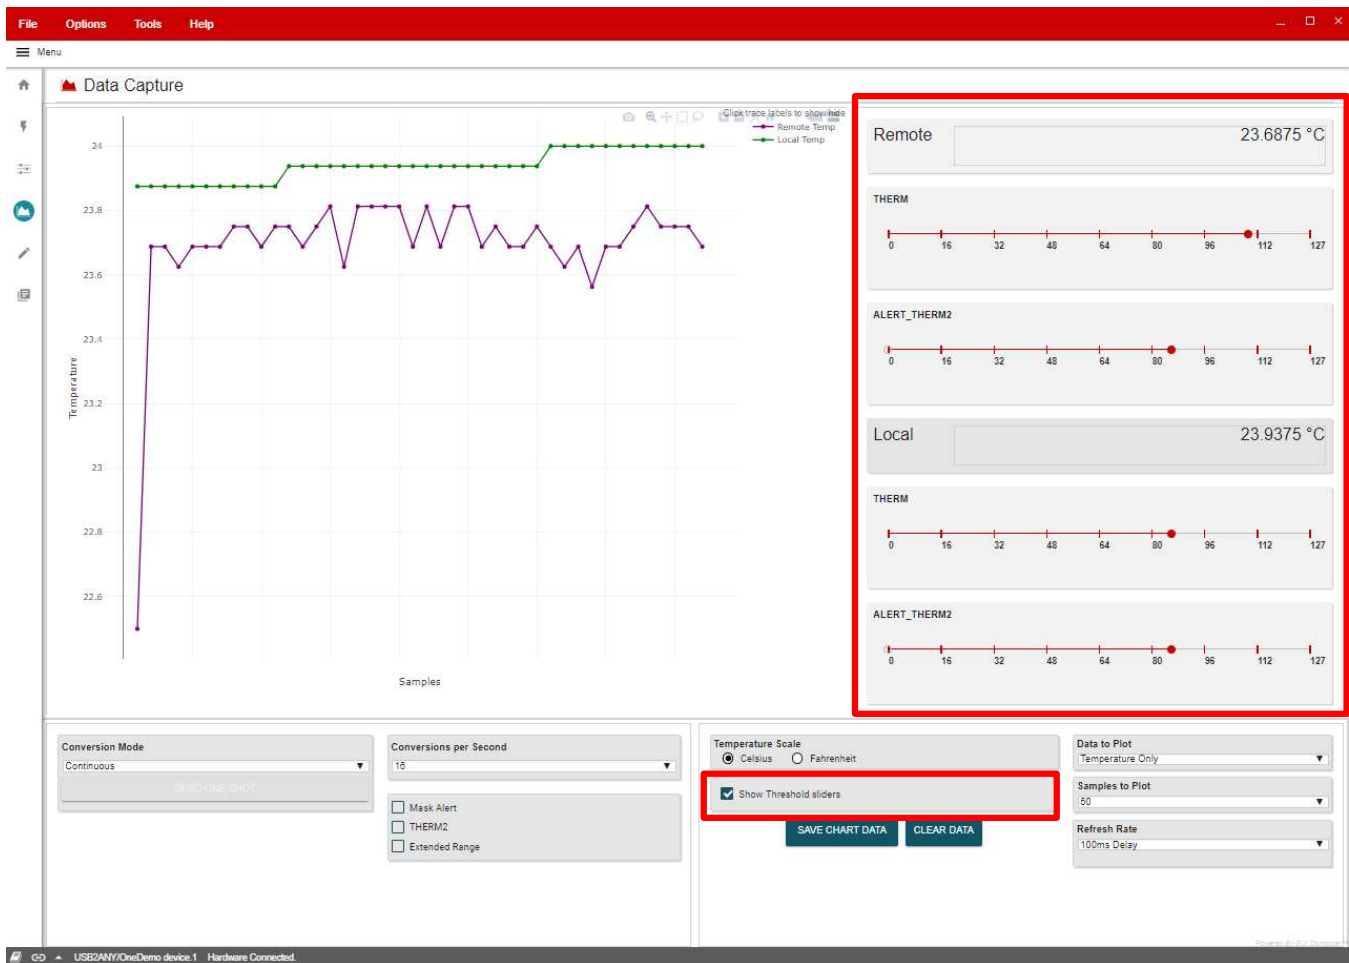 File Options Tools Help
Menu
Data Capture
Click trace labels to show/hide
Remote Temp
Local Temp
24
23.8
23.6
23.4
23.2
23
22.8
22.6
Temperature
Samples
Remote 23.6875 °C
THERM
0 16 32 48 64 80 96 112 127
ALERT_THERM2
0 16 32 48 64 80 96 112 127
Local 23.9375 °C
THERM
0 16 32 48 64 80 96 112 127
ALERT_THERM2
0 16 32 48 64 80 96 112 127
Conversion Mode
Continuous
SEND ONE SHOT
Conversions per Second
16
Mask Alert
THERM2
Extended Range
Temperature Scale
Celsius Fahrenheit
Show Threshold sliders
SAVE CHART DATA CLEAR DATA
Data to Plot
Temperature Only
Samples to Plot
50
Refresh Rate
100ms Delay
Powered By GUI Composer
USB2ANY/OneDemo device.1 Hardware Connected.